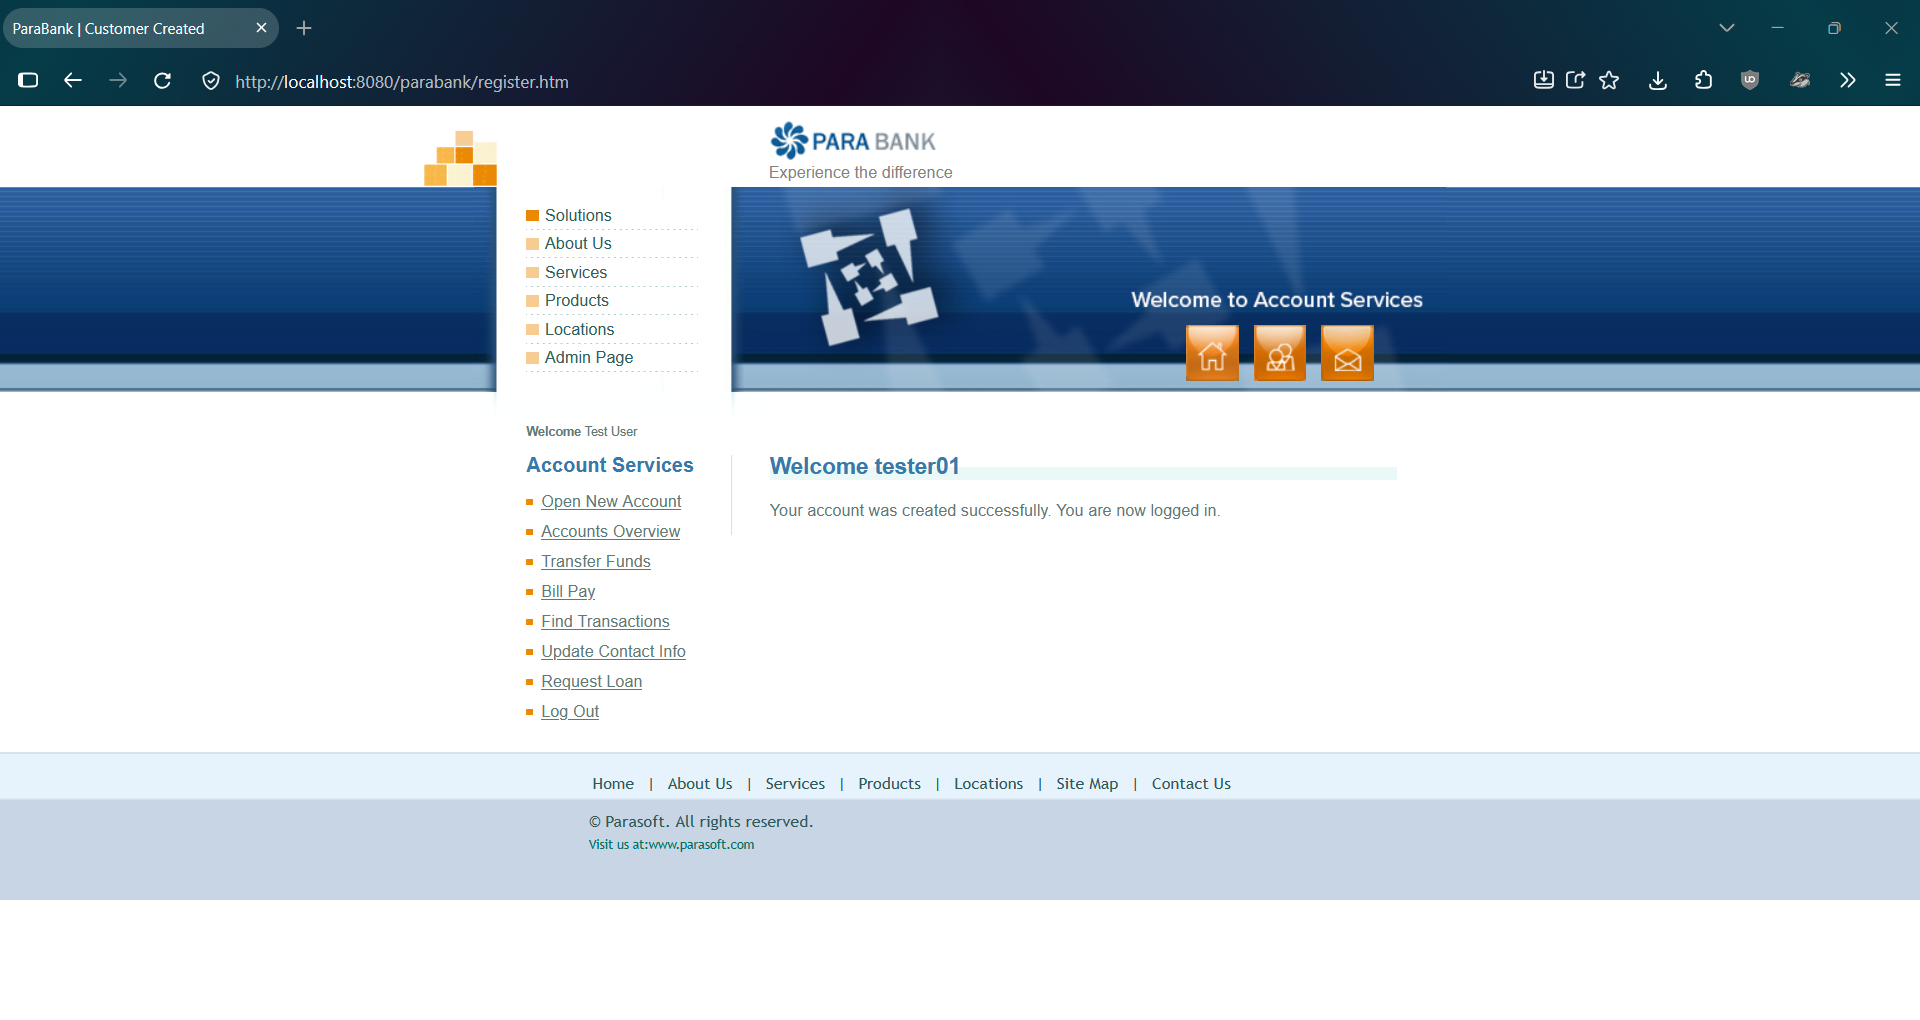 ParaBank | Customer Created
http://localhost:8080/parabank/register.htm
PARA BANK
Experience the difference
Solutions
About Us
Services
Products
Locations
Admin Page
Welcome to Account Services
Welcome Test User
Account Services
Open New Account
Accounts Overview
Transfer Funds
Bill Pay
Find Transactions
Update Contact Info
Request Loan
Log Out
Welcome tester01
Your account was created successfully. You are now logged in.
Home | About Us | Services | Products | Locations | Site Map | Contact Us
© Parasoft. All rights reserved.
Visit us at:www.parasoft.com